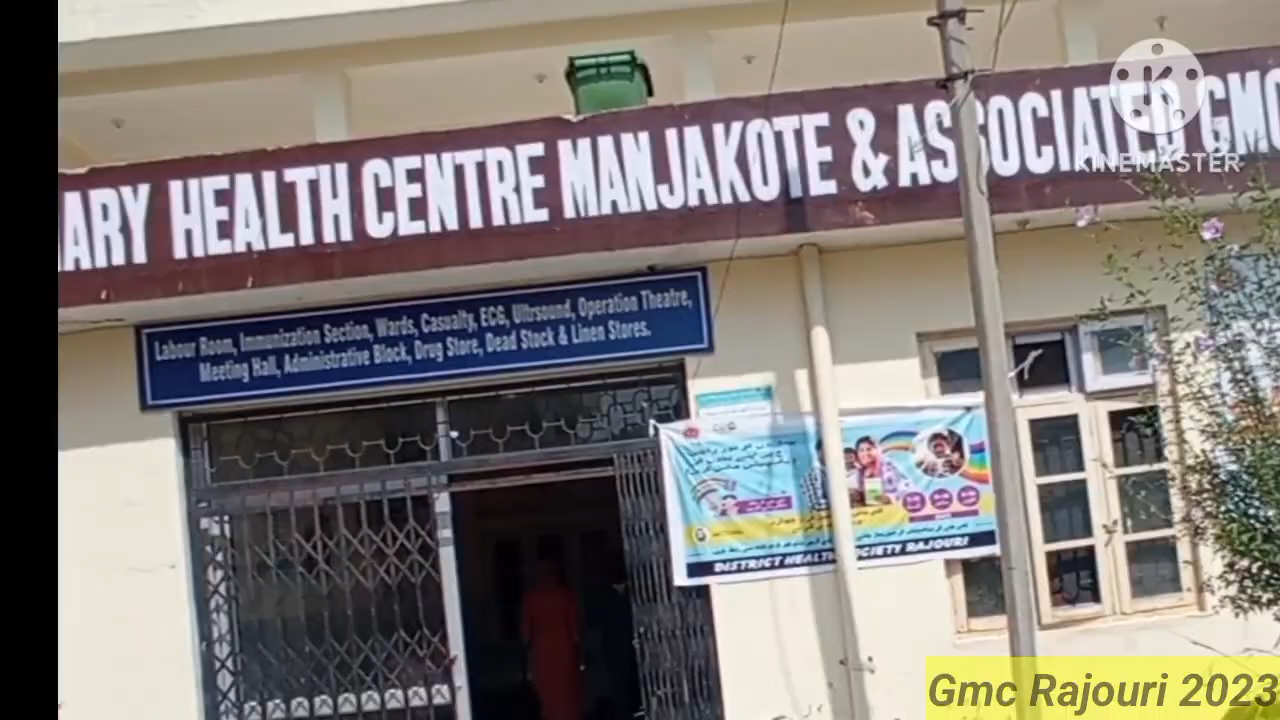 ARY HEALTH CENTRE MANJAKOTE & ASSOCIATED GMC
KINEMASTER
Labour Room, Immunization Section, Wards, Casualty, ECG, Ultrsound, Operation Theatre,
Meeting Hall, Administrative Block, Drug Store, Dead Stock & Linen Stores.
DISTRICT HEALTH SOCIETY RAJOURI
Gmc Rajouri 2023